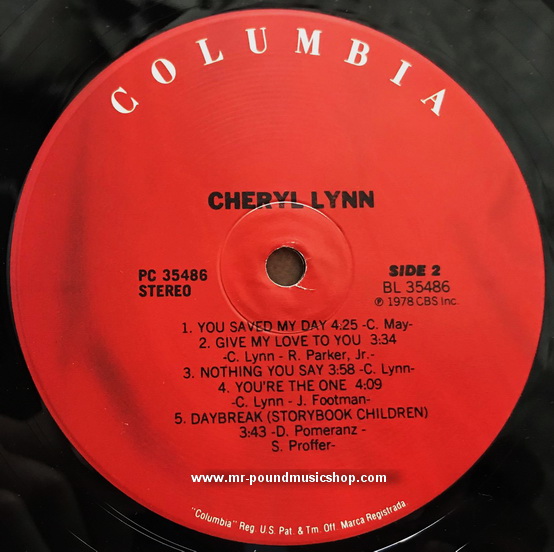 COLUMBIA
CHERYL LYNN
PC 35486
STEREO
SIDE 2
BL 35486
℗ 1978 CBS Inc.
1. YOU SAVED MY DAY 4:25 -C. May-
2. GIVE MY LOVE TO YOU 3:34
-C. Lynn - R. Parker, Jr.-
3. NOTHING YOU SAY 3:58 -C. Lynn-
4. YOU'RE THE ONE 4:09
-C. Lynn - J. Footman-
5. DAYBREAK (STORYBOOK CHILDREN)
3:43 -D. Pomeranz -
S. Proffer-
www.mr-poundmusicshop.com
"Columbia" Reg. U.S. Pat. & Tm. Off. Marca Registrada.